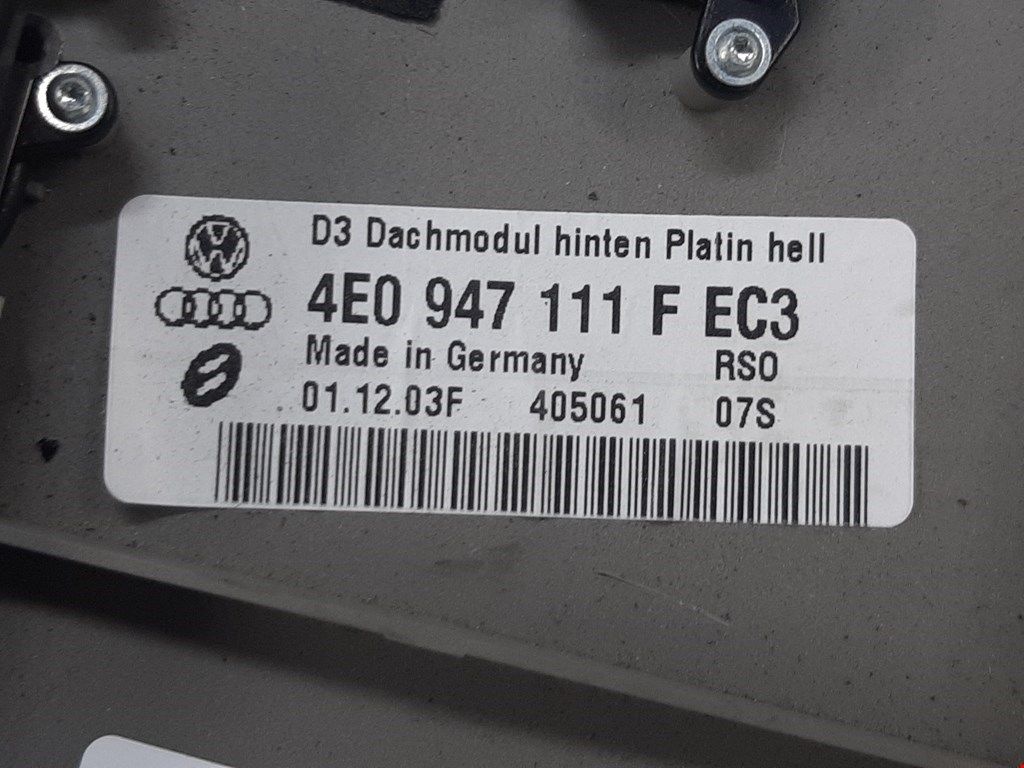 D3 Dachmodul hinten Platin hell
4E0 947 111 F EC3
Made in Germany RSO
01.12.03F 405061 07S